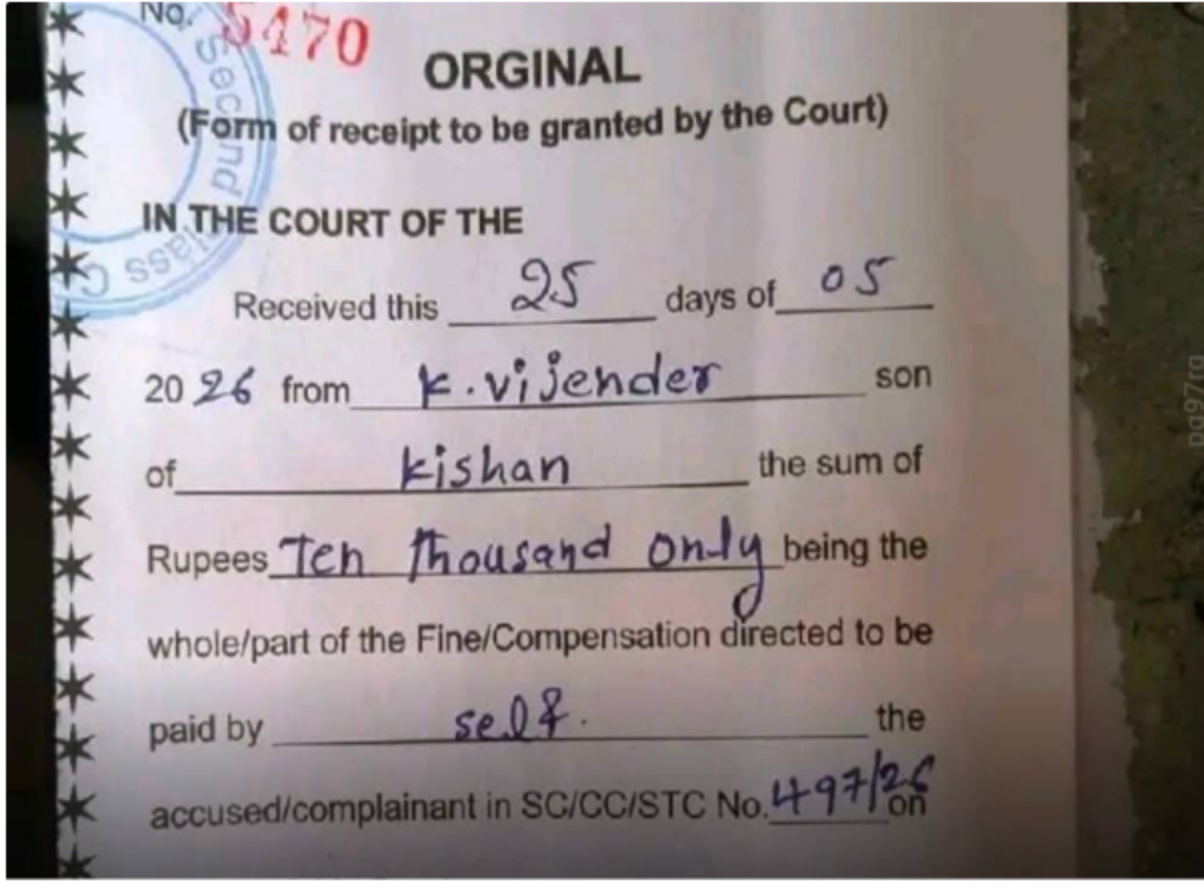 No. 5470
ORGINAL
(Form of receipt to be granted by the Court)
IN THE COURT OF THE
Second Class
Received this 25 days of 05
2026 from K. vijender son
of kishan the sum of
Rupees Ten Thousand only being the
whole/part of the Fine/Compensation directed to be
paid by self. the
accused/complainant in SC/CC/STC No. 497/26 on